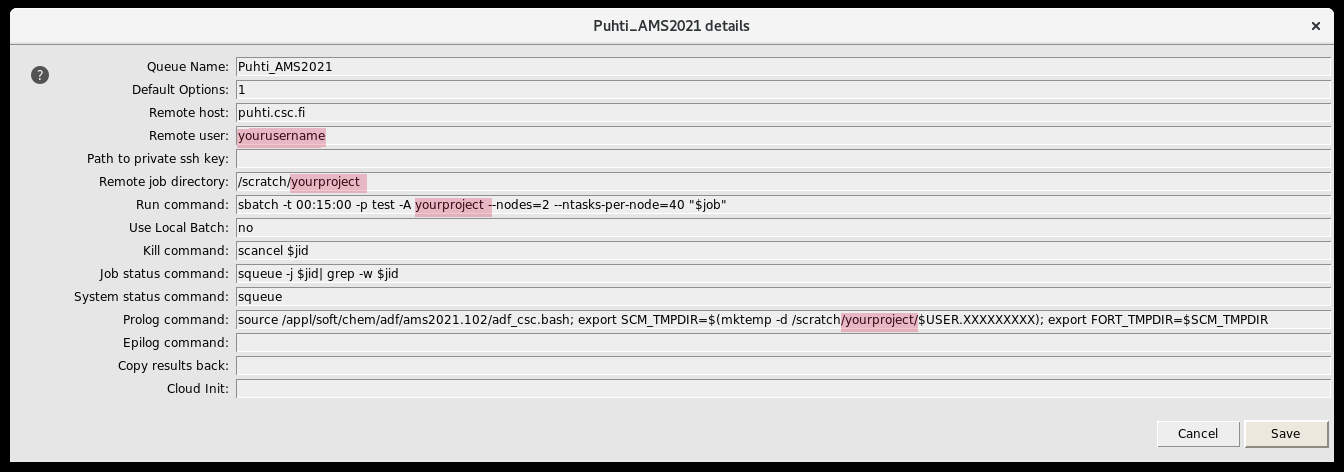 Puhti_AMS2021 details ×
?
Queue Name: Puhti_AMS2021
Default Options: 1
Remote host: puhti.csc.fi
Remote user: yourusername
Path to private ssh key:
Remote job directory: /scratch/yourproject
Run command: sbatch -t 00:15:00 -p test -A yourproject --nodes=2 --ntasks-per-node=40 "$job"
Use Local Batch: no
Kill command: scancel $jid
Job status command: squeue -j $jid| grep -w $jid
System status command: squeue
Prolog command: source /appl/soft/chem/adf/ams2021.102/adf_csc.bash; export SCM_TMPDIR=$(mktemp -d /scratch/yourproject/$USER.XXXXXXXXX); export FORT_TMPDIR=$SCM_TMPDIR
Epilog command:
Copy results back:
Cloud Init:
Cancel Save